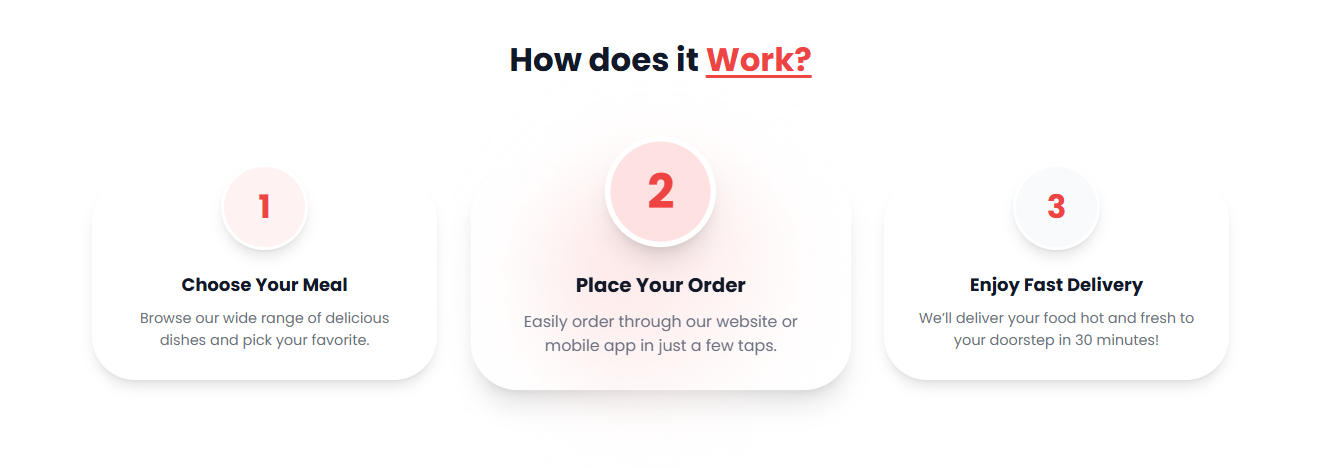 How does it Work?
1
Choose Your Meal
Browse our wide range of delicious
dishes and pick your favorite.
2
Place Your Order
Easily order through our website or
mobile app in just a few taps.
3
Enjoy Fast Delivery
We’ll deliver your food hot and fresh to
your doorstep in 30 minutes!